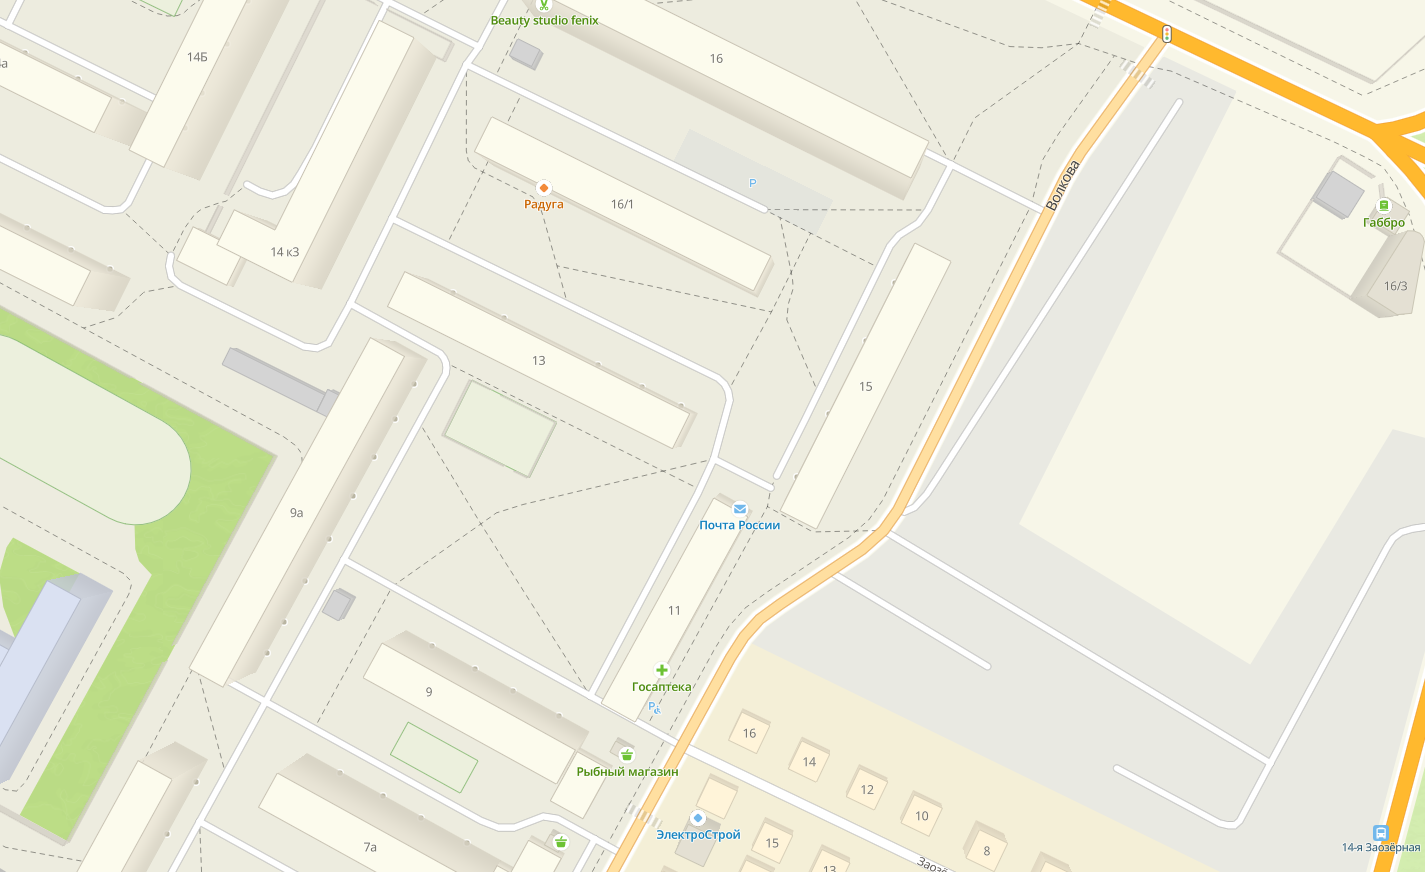 Beauty studio fenix
14Б
16
Волкова
P
Радуга
16/1
Габбро
14 к3
16/3
13
15
9а
Почта России
11
Госаптека
P
9
16
14
Рыбный магазин
12
10
ЭлектроСтрой
15
7а
8
14-я Заозёрная
13